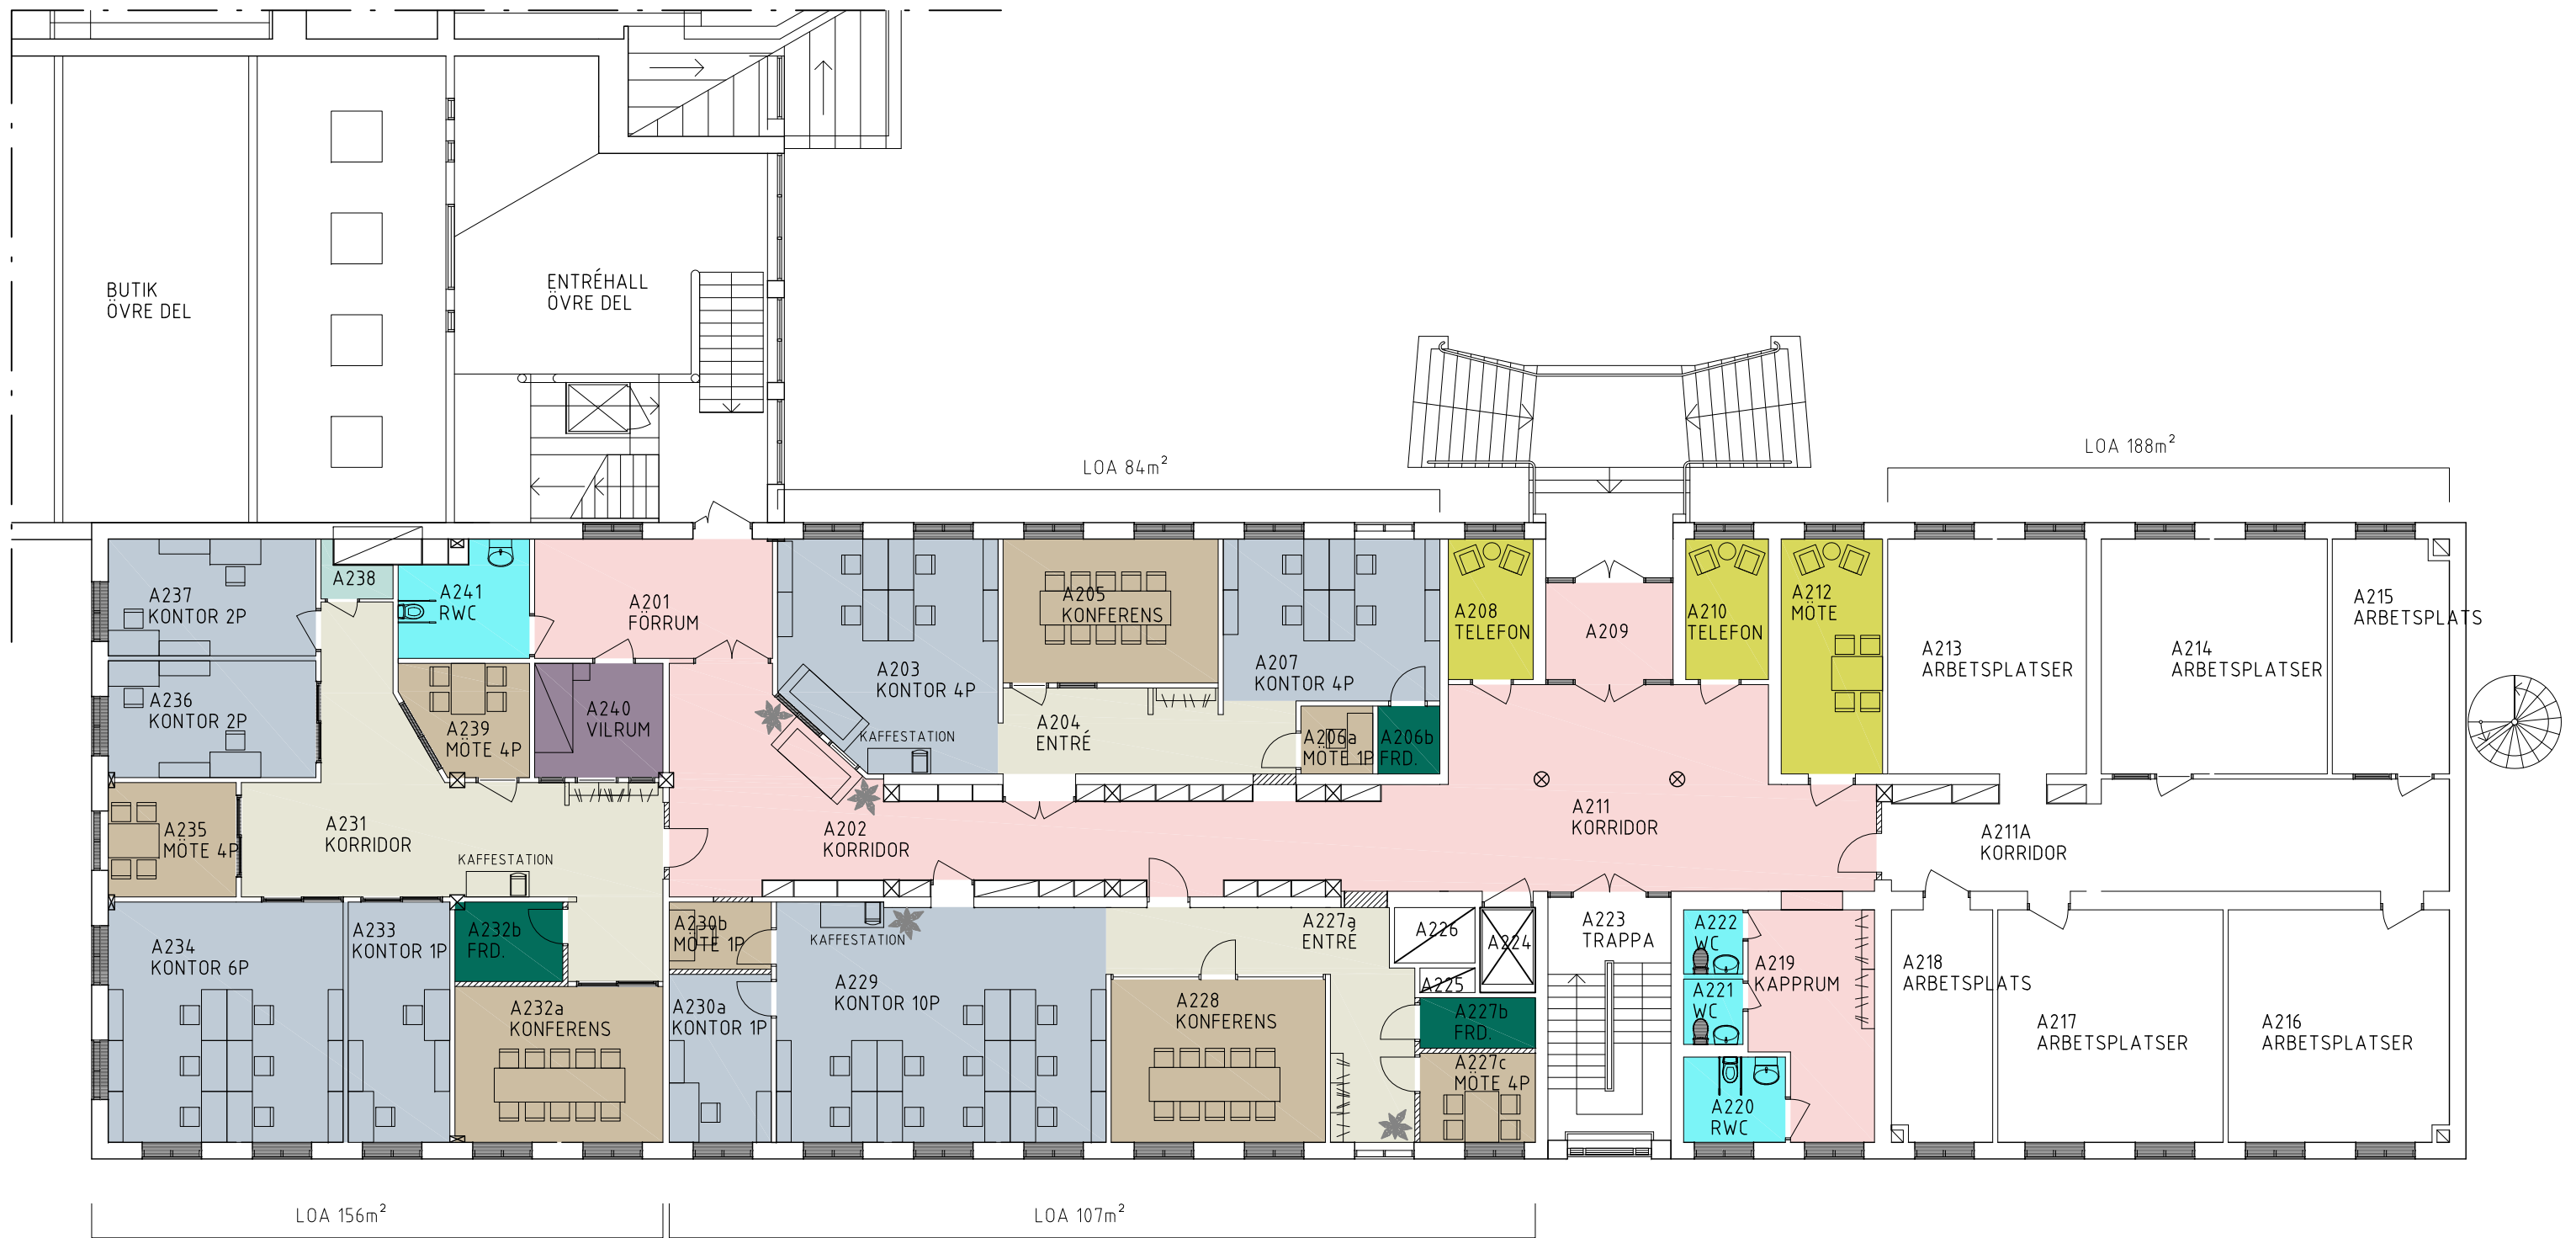 BUTIK
ÖVRE DEL
ENTRÉHALL
ÖVRE DEL
LOA 84m²
LOA 188m²
A237
KONTOR 2P
A238
A241
RWC
A201
FÖRRUM
A203
KONTOR 4P
KAFFESTATION
A205
KONFERENS
A204
ENTRÉ
A207
KONTOR 4P
A206a
MÖTE 1P
A206b
FRD.
A208
TELEFON
A209
A210
TELEFON
A212
MÖTE
A213
ARBETSPLATSER
A214
ARBETSPLATSER
A215
ARBETSPLATS
A236
KONTOR 2P
A239
MÖTE 4P
A240
VILRUM
A235
MÖTE 4P
A231
KORRIDOR
KAFFESTATION
A202
KORRIDOR
A211
KORRIDOR
A211A
KORRIDOR
A234
KONTOR 6P
A233
KONTOR 1P
A232b
FRD.
A232a
KONFERENS
A230b
MÖTE 1P
A230a
KONTOR 1P
KAFFESTATION
A229
KONTOR 10P
A228
KONFERENS
A227a
ENTRÉ
A226
A224
A225
A227b
FRD.
A227c
MÖTE 4P
A223
TRAPPA
A222
WC
A221
WC
A219
KAPPRUM
A220
RWC
A218
ARBETSPLATS
A217
ARBETSPLATSER
A216
ARBETSPLATSER
LOA 156m²
LOA 107m²